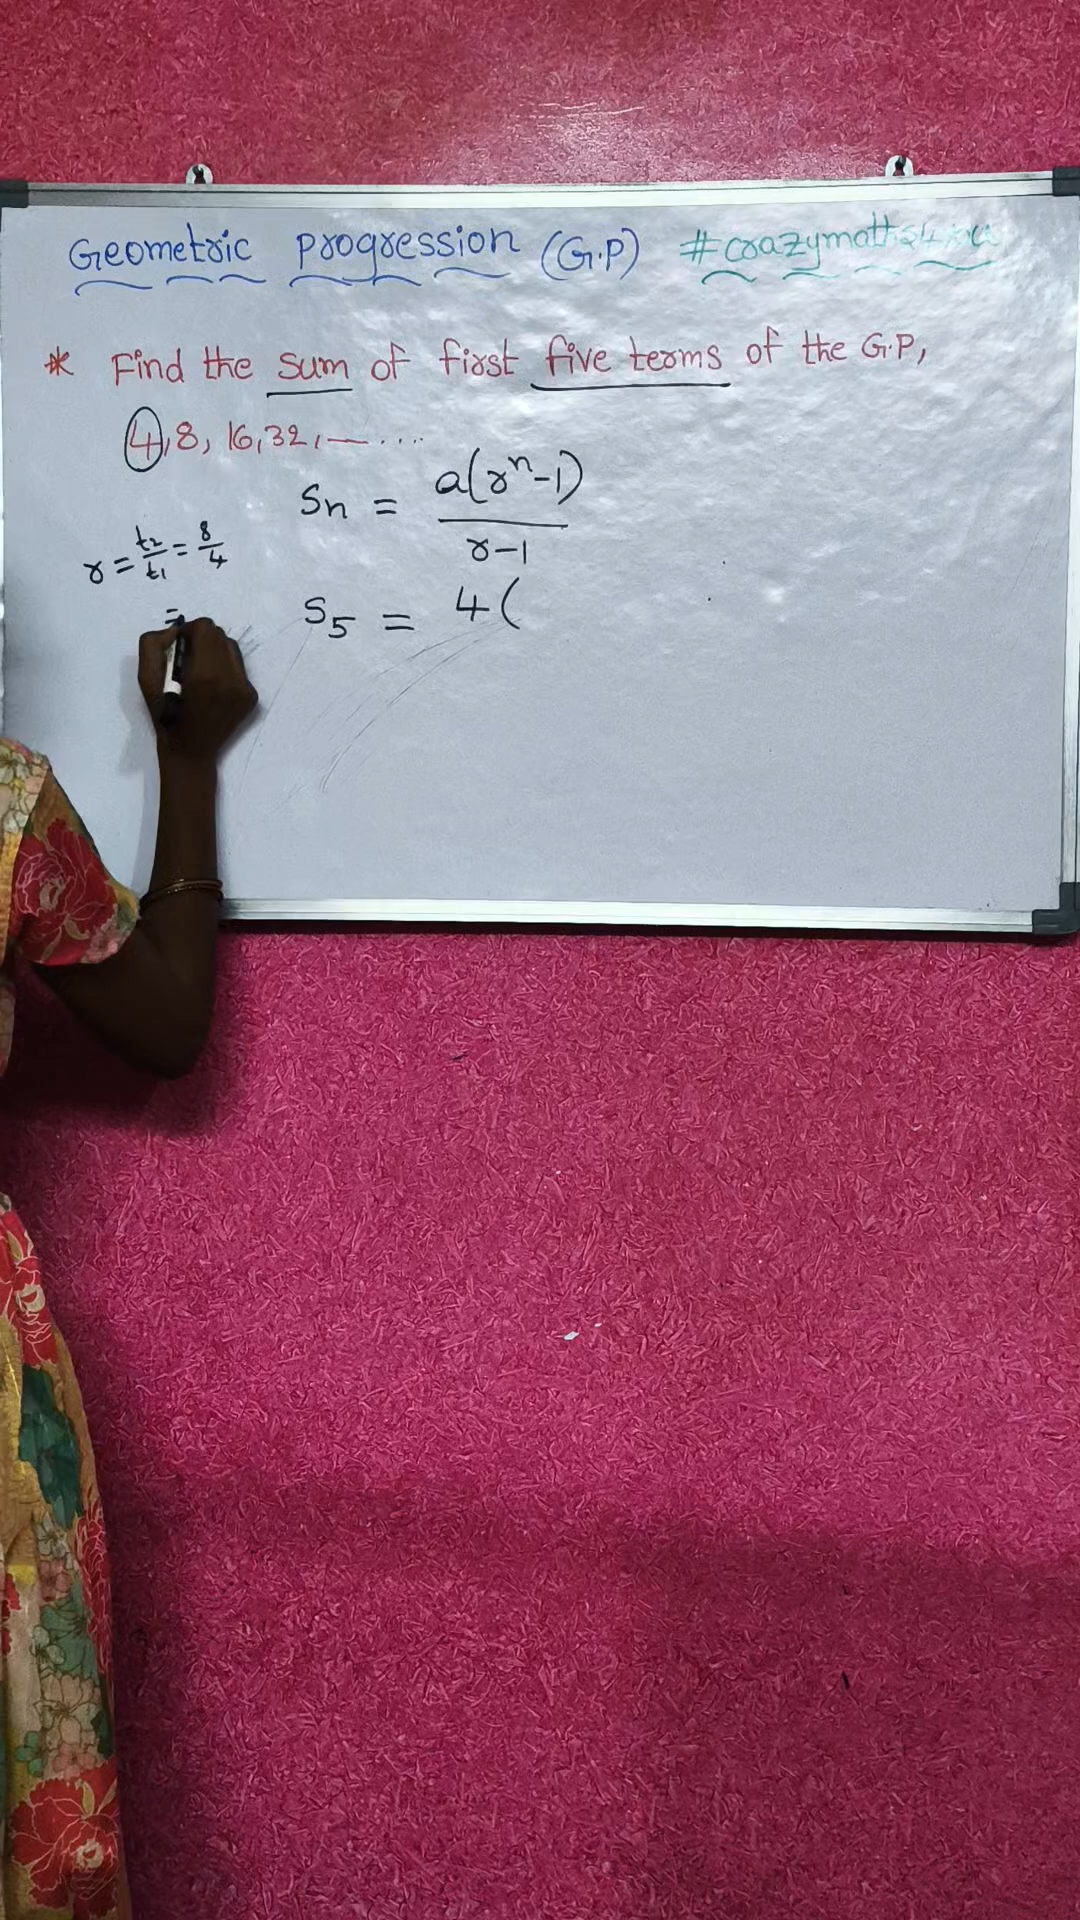 Geometric progression (G.P)
* Find the sum of first five terms of the G.P,
4, 8, 16, 32, — ....
Sn = a(r^n-1) / r-1
r = t2/t1 = 8/4
=
S5 = 4(